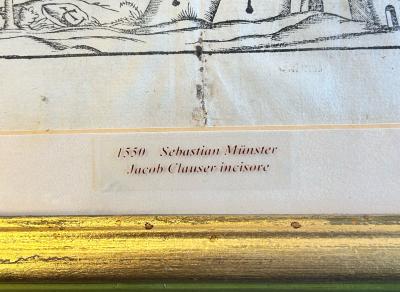 1550 Sebastian Münster
Jacob Clauser incisore